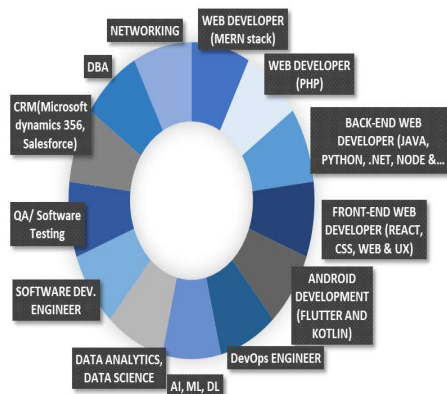 NETWORKING
WEB DEVELOPER
(MERN stack)
WEB DEVELOPER
(PHP)
BACK-END WEB
DEVELOPER (JAVA,
PYTHON, .NET, NODE &...
FRONT-END WEB
DEVELOPER (REACT,
CSS, WEB & UX)
ANDROID
DEVELOPMENT
(FLUTTER AND
KOTLIN)
DevOps ENGINEER
AI, ML, DL
DATA ANALYTICS,
DATA SCIENCE
SOFTWARE DEV.
ENGINEER
QA/ Software
Testing
CRM(Microsoft
dynamics 356,
Salesforce)
DBA